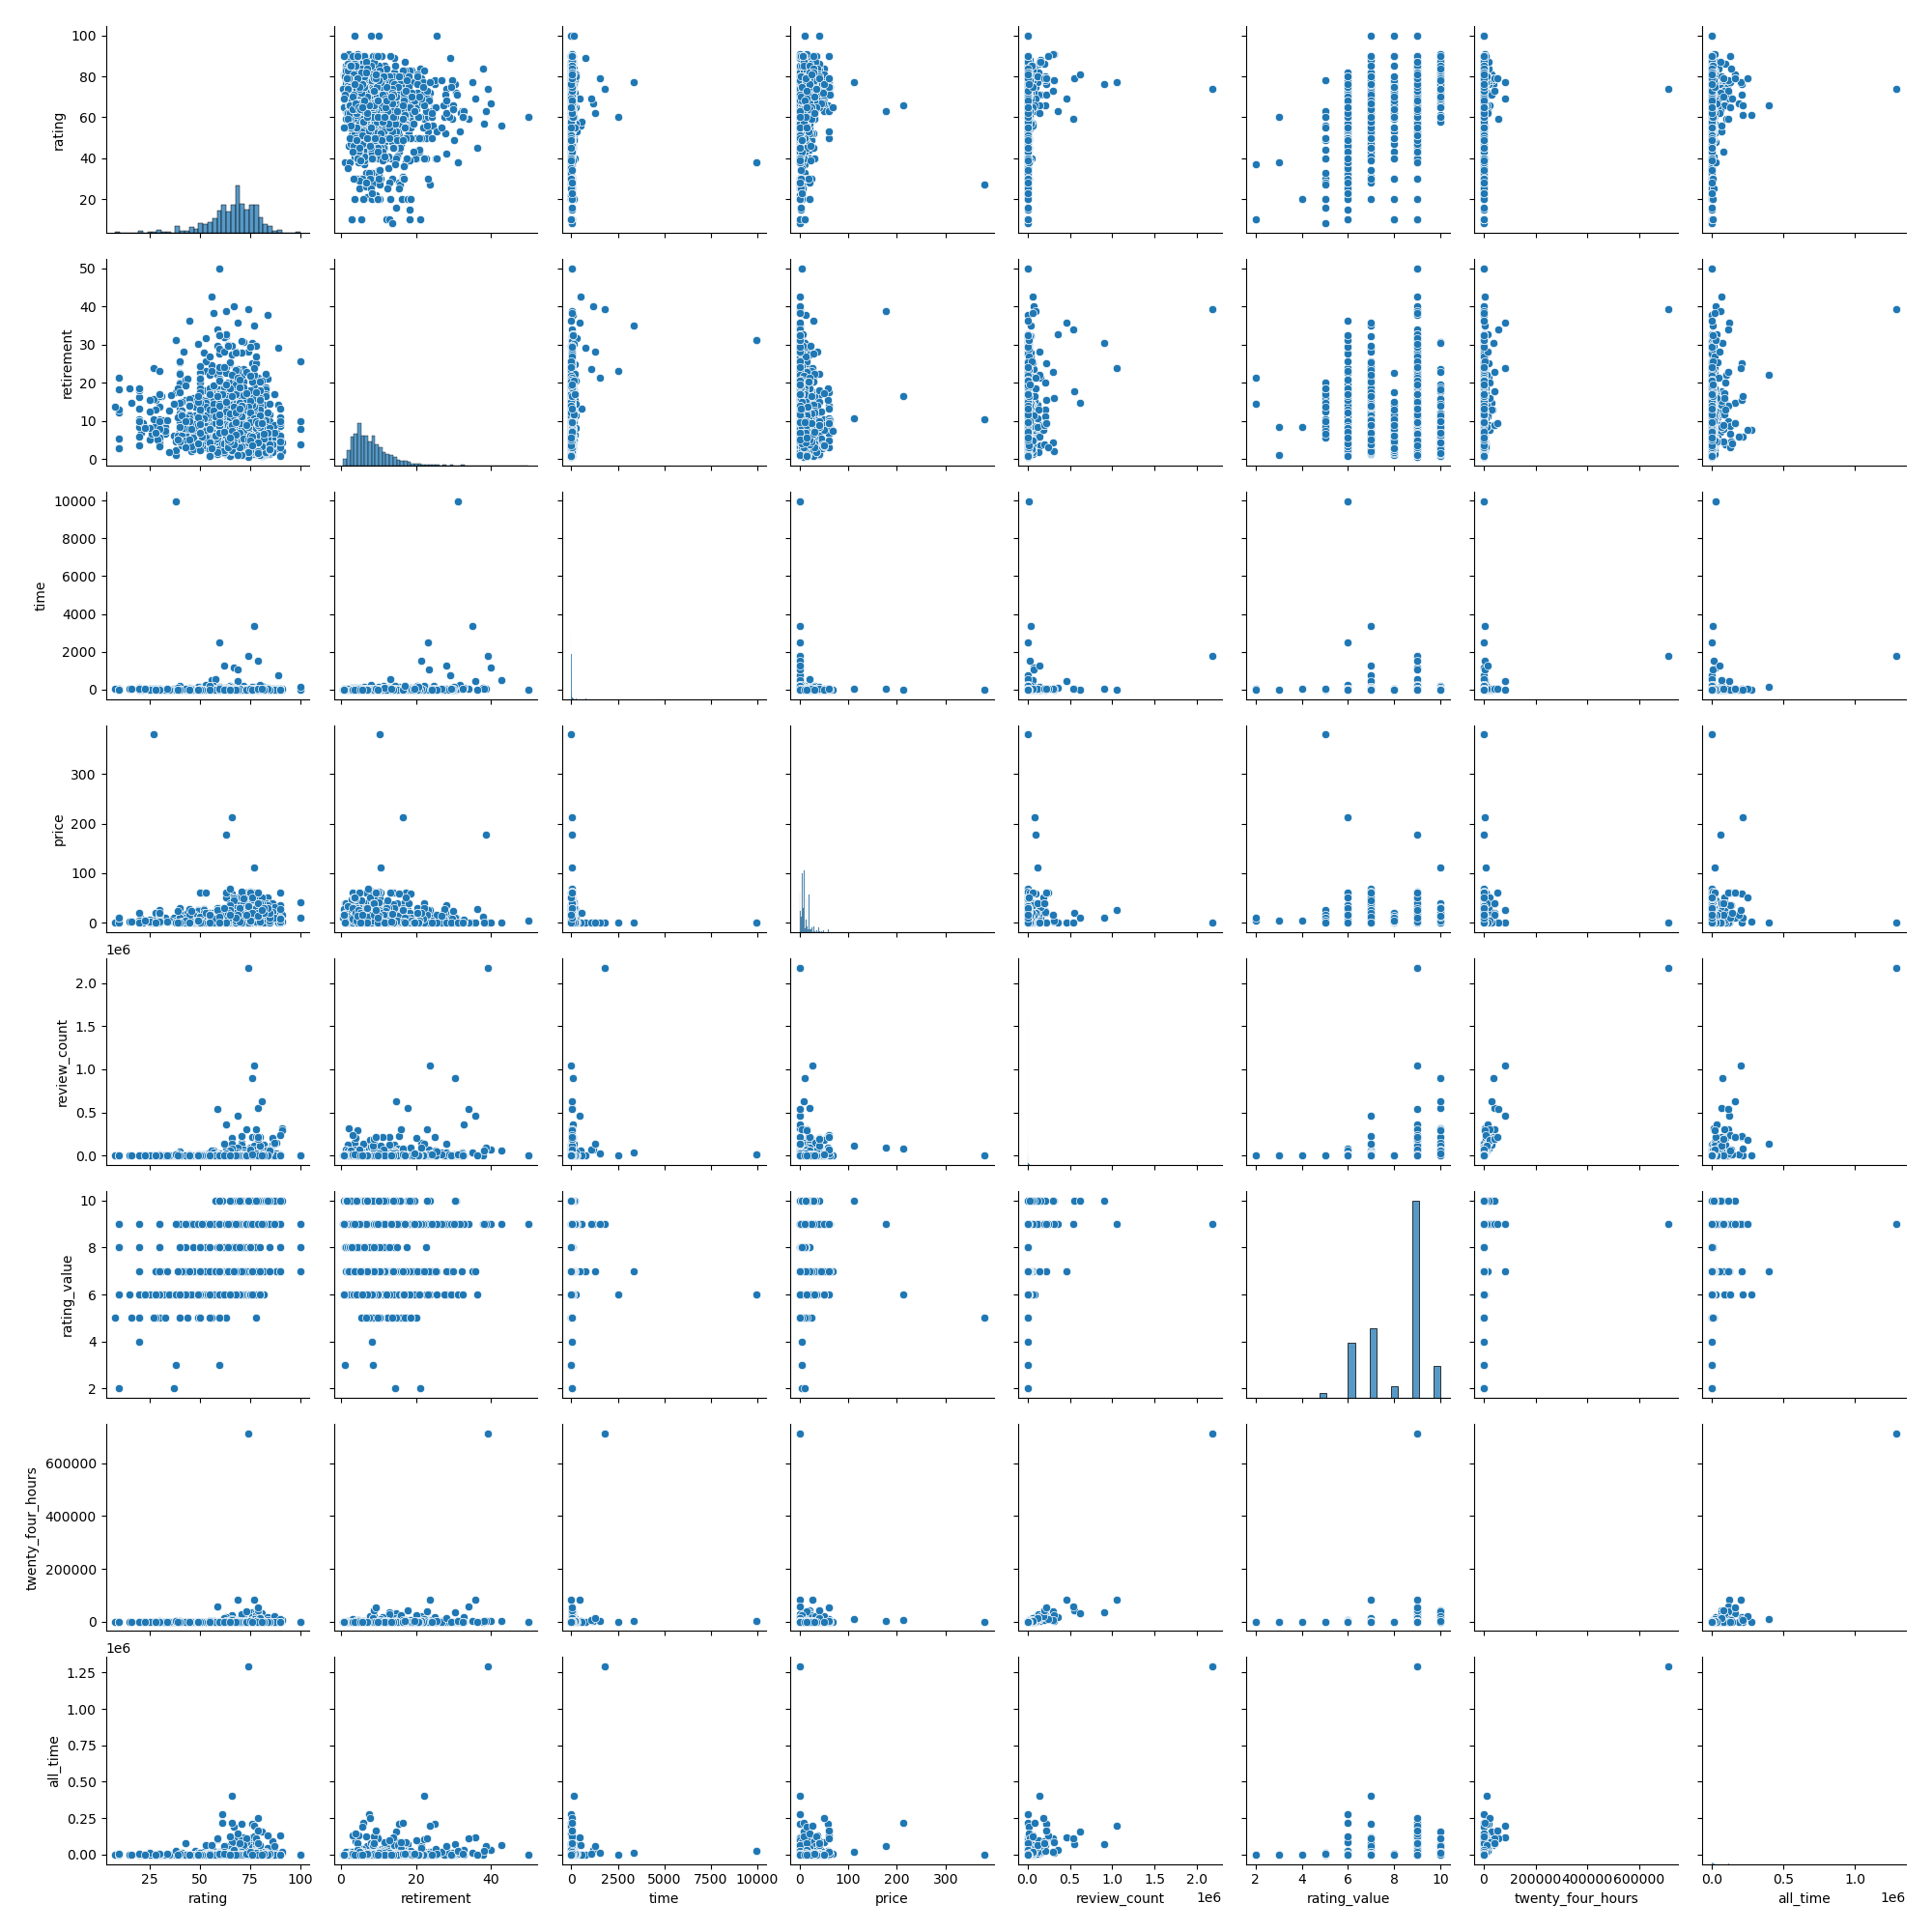 100
80
60
40
20
rating
50
40
30
20
10
0
retirement
10000
8000
6000
4000
2000
0
time
300
200
100
0
price
1e6
2.0
1.5
1.0
0.5
0.0
review_count
10
8
6
4
2
rating_value
600000
400000
200000
0
twenty_four_hours
1e6
1.25
1.00
0.75
0.50
0.25
0.00
all_time
25 50 75 100
rating
0 20 40
retirement
0 2500 5000 7500 10000
time
0 100 200 300
price
0.0 0.5 1.0 1.5 2.0
review_count 1e6
2 4 6 8 10
rating_value
0 200000 400000 600000
twenty_four_hours
0.0 0.5 1.0
all_time 1e6